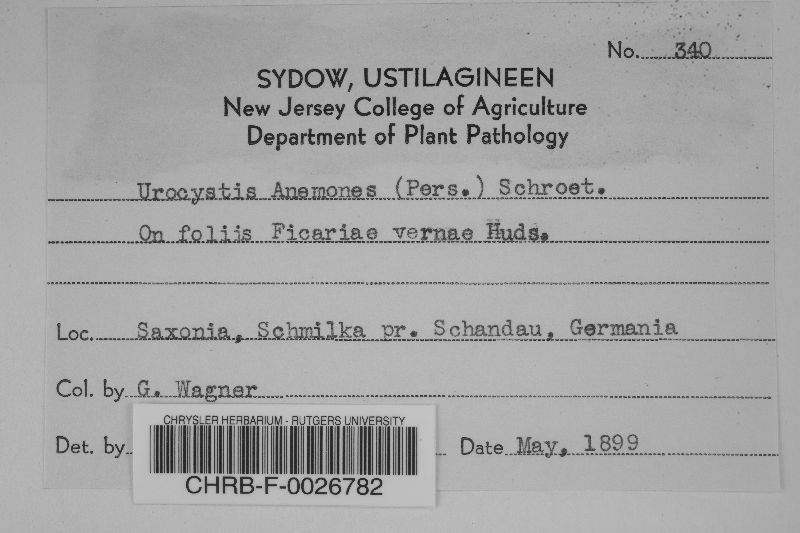 No. 340
SYDOW, USTILAGINEEN
New Jersey College of Agriculture
Department of Plant Pathology
Urocystis Anemones (Pers.) Schroet.
On foliis Ficariae vernae Huds.
Loc. Saxonia, Schmilka pr. Schandau, Germania
Col. by G. Wagner
Det. by
Date May, 1899
CHRYSLER HERBARIUM - RUTGERS UNIVERSITY
CHRB-F-0026782